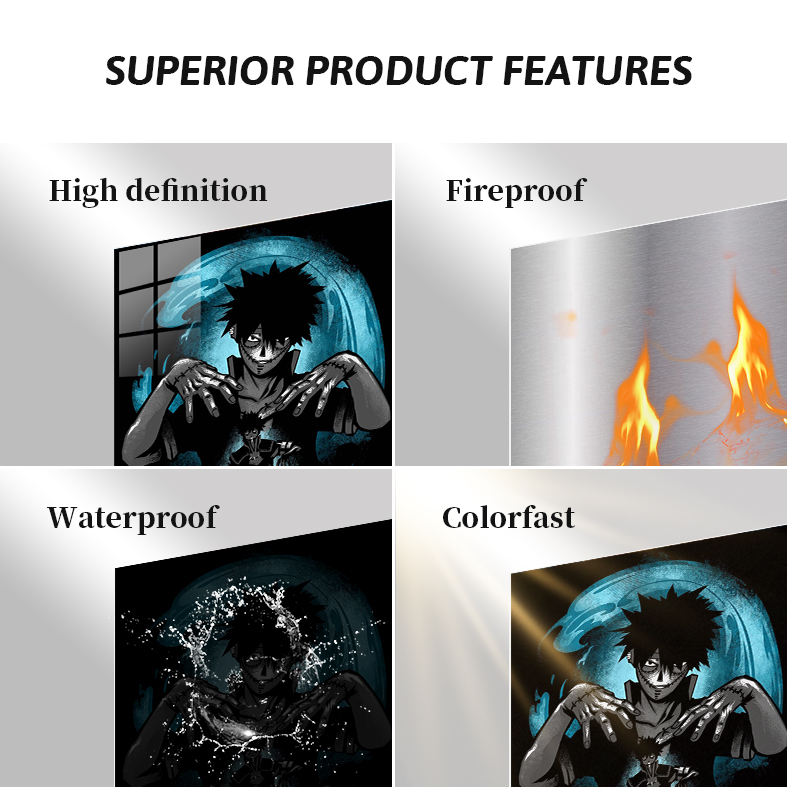 SUPERIOR PRODUCT FEATURES
High definition
Fireproof
Waterproof
Colorfast